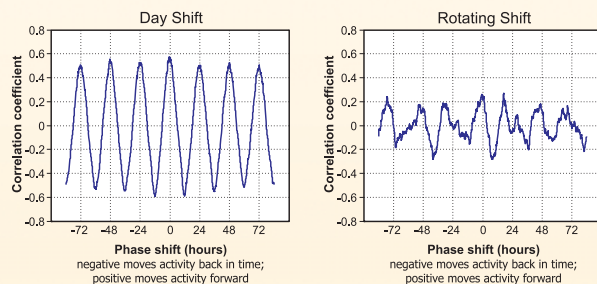 Day Shift
Correlation coefficient
0.8
0.6
0.4
0,2
0
-0.2
-0.4
-0.6
-0.8
-72 -48 -24 0 24 48 72
Phase shift (hours)
negative moves activity back in time;
positive moves activity forward
Rotating Shift
Correlation coefficient
0.8
0.6
0.4
0,2
0
-0.2
-0.4
-0.6
-0.8
-72 -48 -24 0 24 48 72
Phase shift (hours)
negative moves activity back in time;
positive moves activity forward